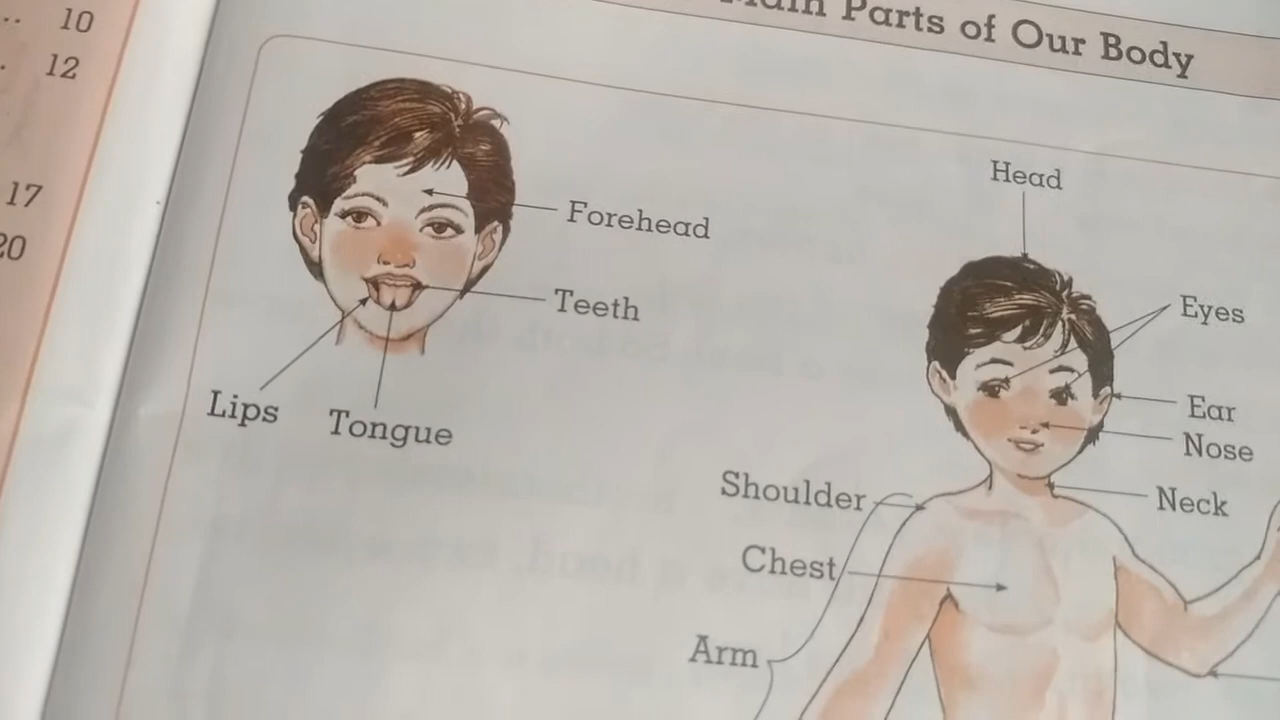 .. 10
. 12
17
20
Main Parts of Our Body
Forehead
Teeth
Lips
Tongue
Head
Eyes
Ear
Nose
Neck
Shoulder
Chest
Arm